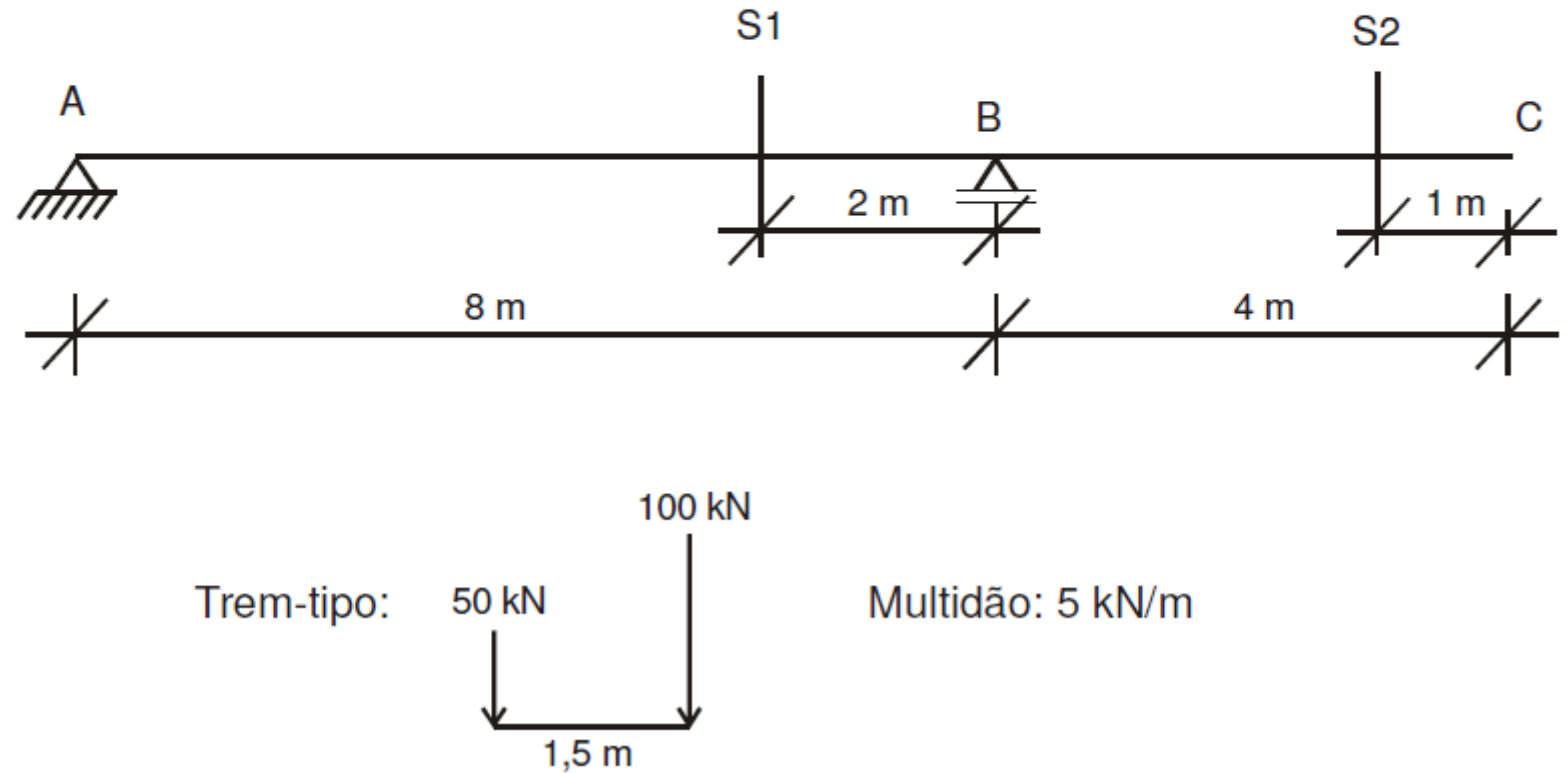 S1
S2
A
B
C
2 m
1 m
8 m
4 m
100 kN
Trem-tipo: 50 kN
Multidão: 5 kN/m
1,5 m